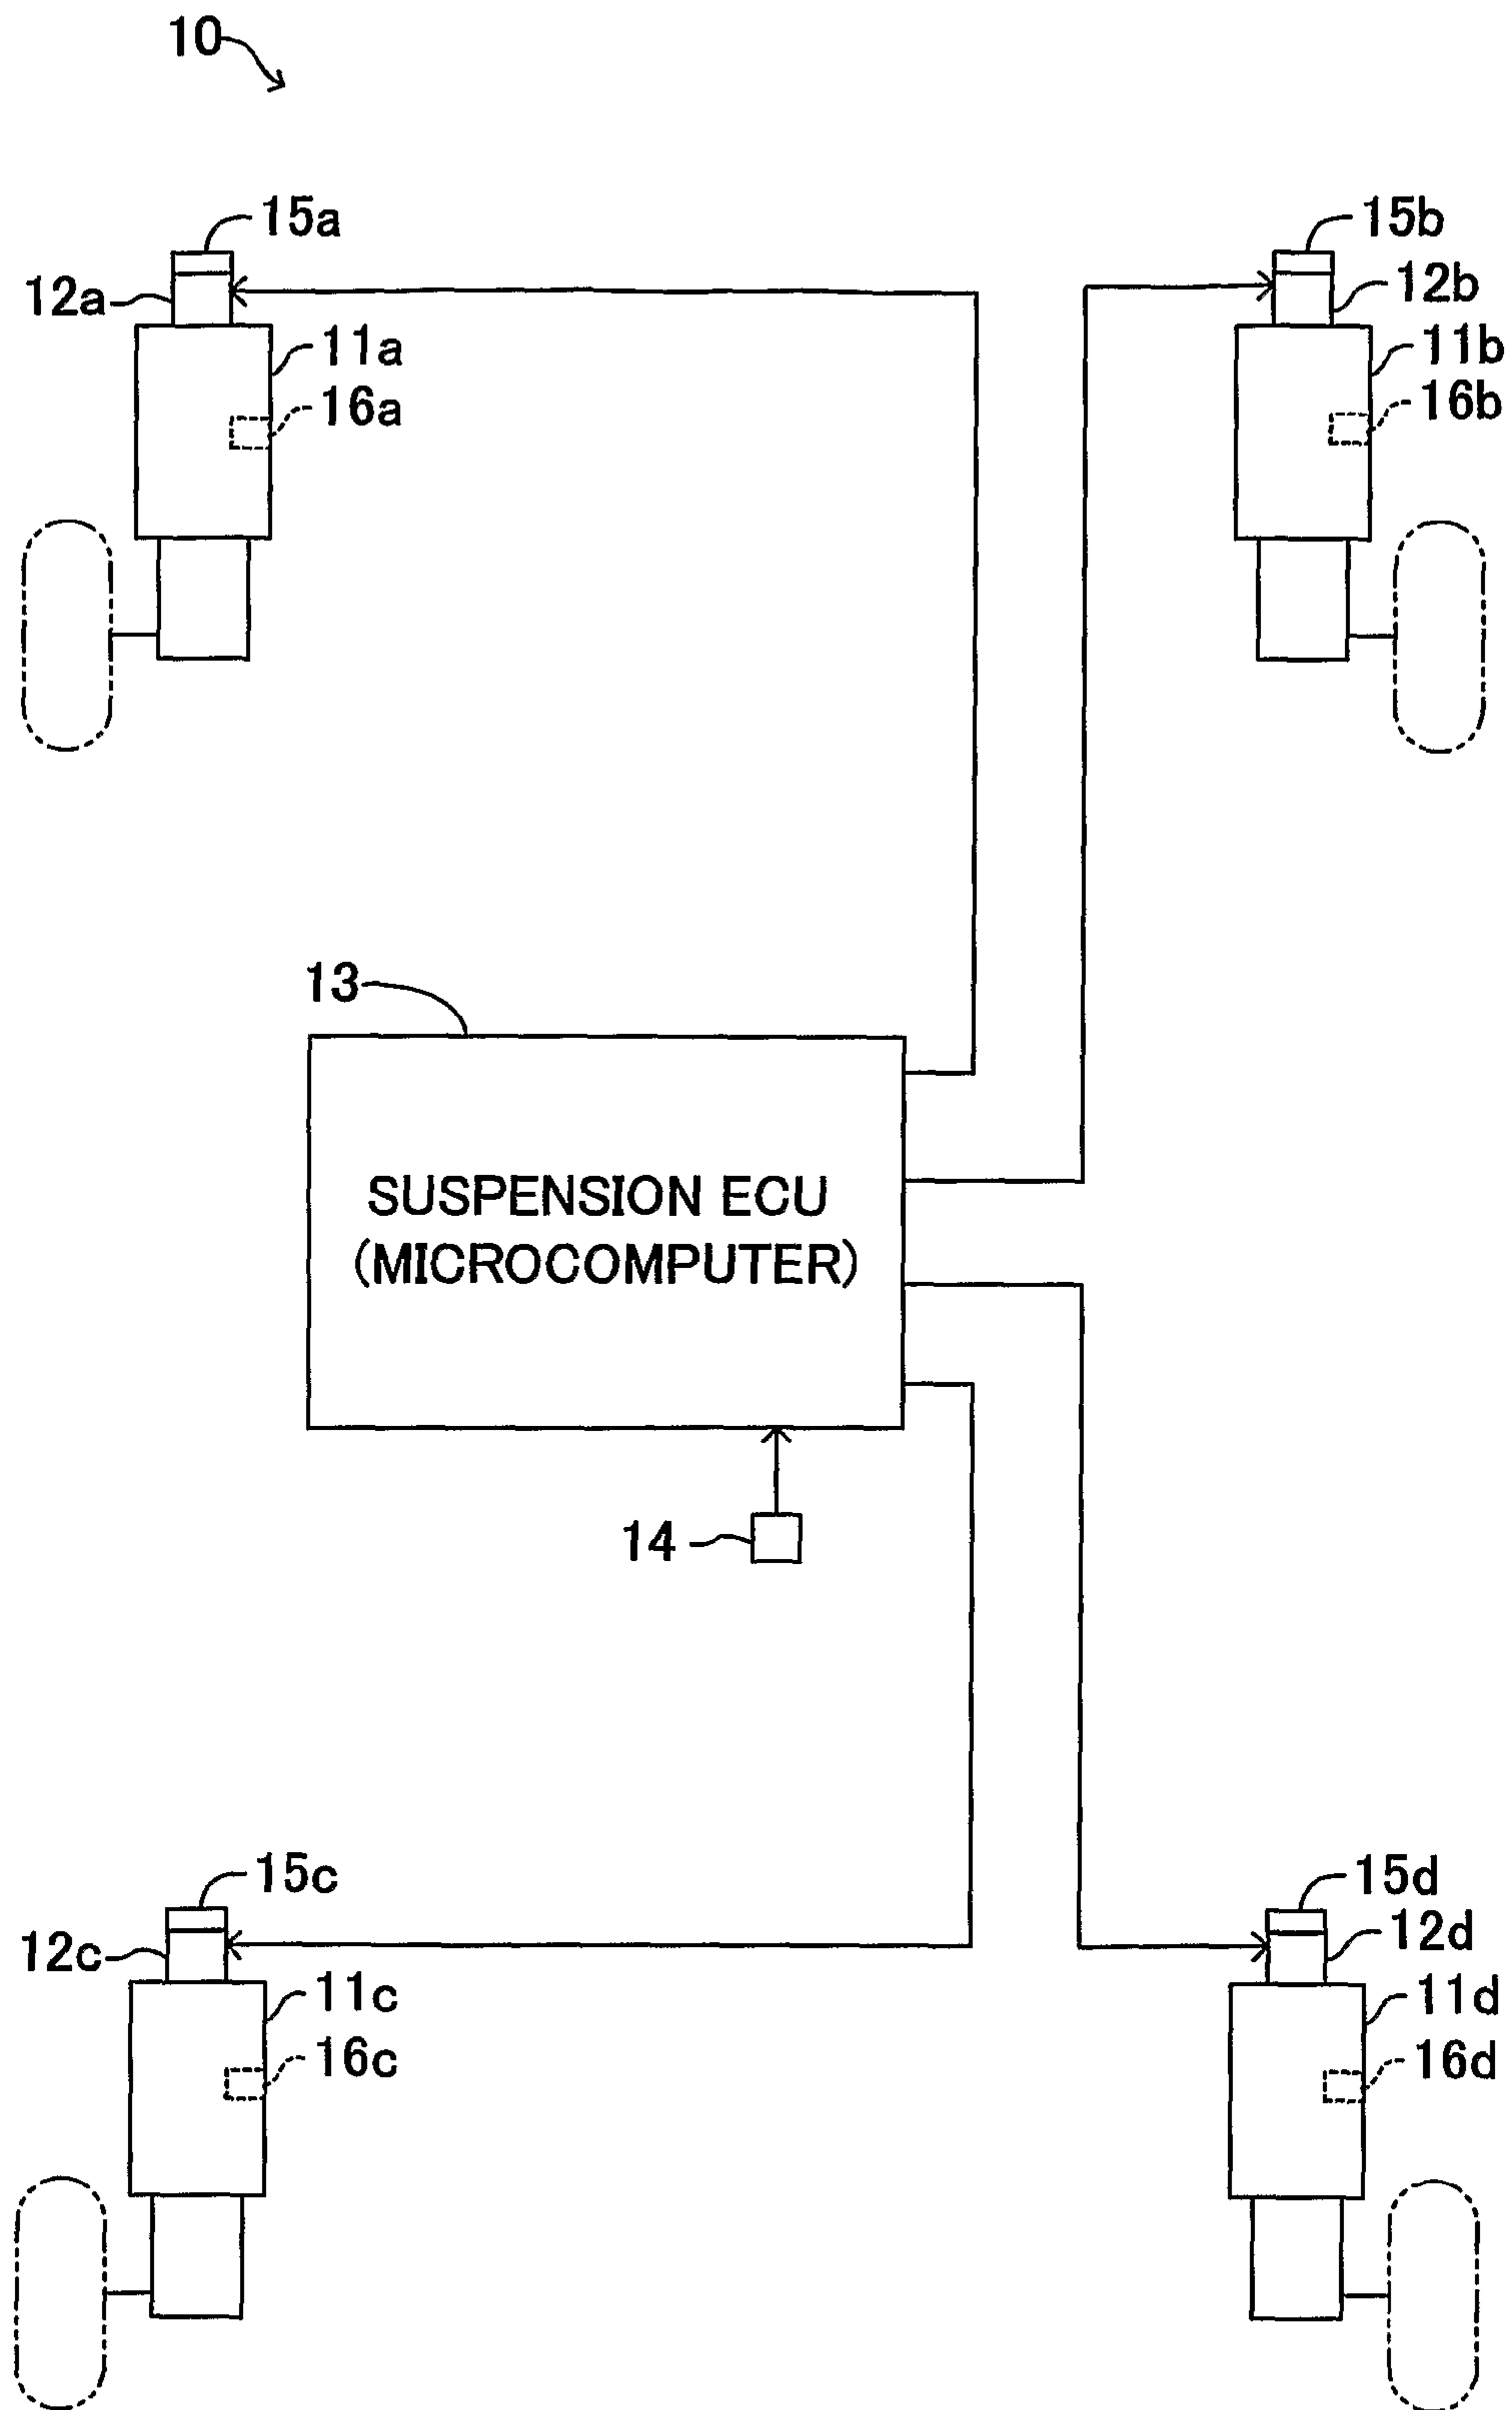 10
15a
15b
12a
12b
11a
11b
16a
16b
13
SUSPENSION ECU
(MICROCOMPUTER)
14
15c
15d
12c
12d
11c
11d
16c
16d